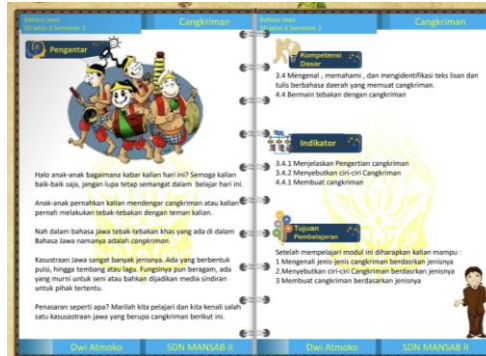 Bahasa Jawa
SD kelas 6 Semester 2
Cangkriman
Pengantar
Halo anak-anak bagaimana kabar kalian hari ini? Semoga kalian
baik-baik saja, jangan lupa tetap semangat dalam belajar hari ini.
Anak-anak pernahkan kalian mendengar cangkriman atau kalian
pernah melakukan tebak-tebakan dengan teman kalian.
Nah dalam bahasa jawa tebak-tebakan khas yang ada di dalam
Bahasa Jawa namanya adalah congkriman.
Kasustraan Jawa sangat banyak jenisnya. Ada yang berbentuk
puisi, hingga tembang atau lagu. Fungsinya pun beragam, ada
yang murni untuk seni atau bahkan dijadikan media sindiran
untuk pihak tertentu.
Penasaran seperti apa? Marilah kita pelajari dan kita kenali salah
satu kasusastraan jawa yang berupa cangkriman berikut ini.
Dwi Atmoko
SDN MANSAB II
Bahasa Jawa
SD kelas 6 Semester 2
Cangkriman
Kompetensi
Dasar
3.4 Mengenal , memahami , dan mengidentifikasi teks lisan dan
tulis berbahasa daerah yang memuat cangkriman.
4.4 Bermain tebakan dengan cangkriman
Indikator
3.4.1 Menjelaskan Pengertian cangkriman
3.4.2 Menyebutkan ciri-ciri Cangkriman
4.4.1 Membuat cangkriman
Tujuan
Pembelajaran
Setelah mempelajari modul ini diharapkan kalian mampu :
1 Mengenali jenis-jenis cangkriman berdasrkan jenisnya
2.Menyebutkan ciri-ciri Cangkriman berdasrkan jenisnya
3 Membuat cangkriman berdasarkan jenisnya
Dwi Atmoko
SDN MANSAB II